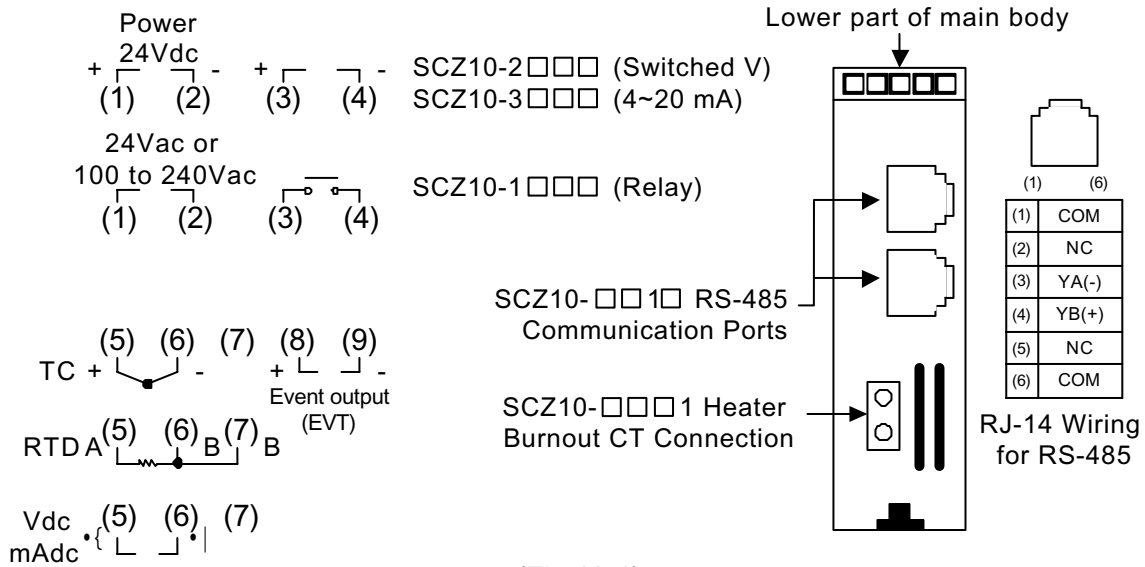 Power
24Vdc
+ - + - SCZ10-2□□□ (Switched V)
(1) (2) (3) (4) SCZ10-3□□□ (4~20 mA)
24Vac or
100 to 240Vac
SCZ10-1□□□ (Relay)
(1) (2) (3) (4)
(5) (6) (7) (8) (9)
TC + - + -
Event output
(EVT)
RTD A (5) (6) B (7) B
Vdc
mAdc
(5) (6) (7)
Lower part of main body
SCZ10-□□1□ RS-485
Communication Ports
SCZ10-□□□1 Heater
Burnout CT Connection
(1) (6)
(1) COM
(2) NC
(3) YA(-)
(4) YB(+)
(5) NC
(6) COM
RJ-14 Wiring
for RS-485